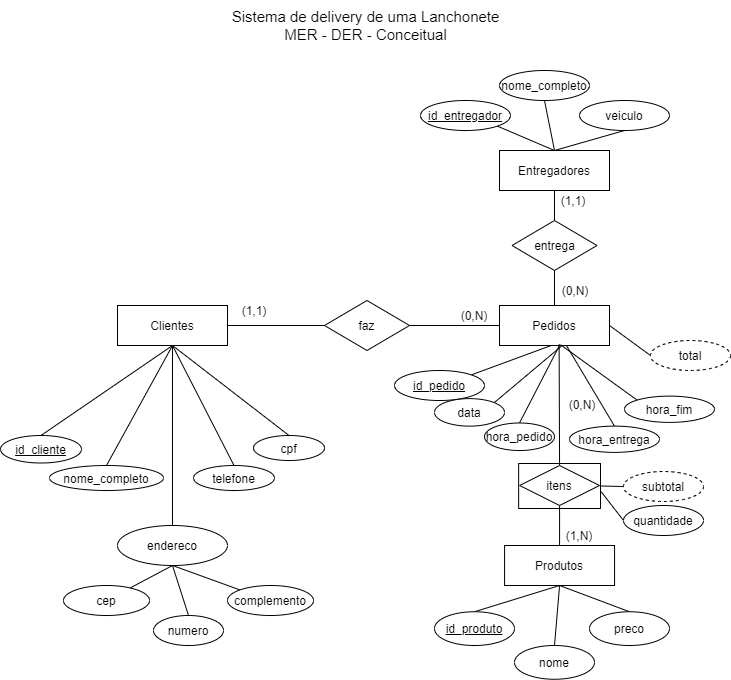 Sistema de delivery de uma Lanchonete
MER - DER - Conceitual
nome_completo
id_entregador
veiculo
Entregadores
(1,1)
entrega
(0,N)
(1,1)
(0,N)
Clientes
faz
Pedidos
total
id_pedido
data
(0,N)
hora_fim
hora_pedido
hora_entrega
id_cliente
cpf
nome_completo
telefone
itens
subtotal
quantidade
(1,N)
endereco
Produtos
cep
complemento
numero
id_produto
preco
nome